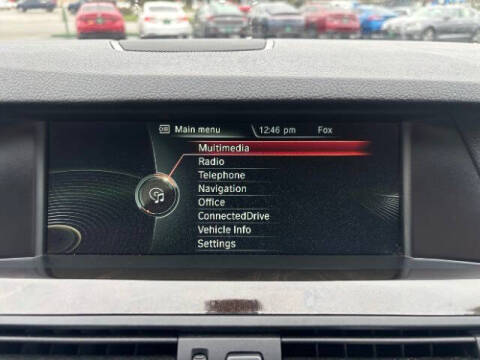 Main menu 12:46 pm Fox
Multimedia
Radio
Telephone
Navigation
Office
ConnectedDrive
Vehicle Info
Settings